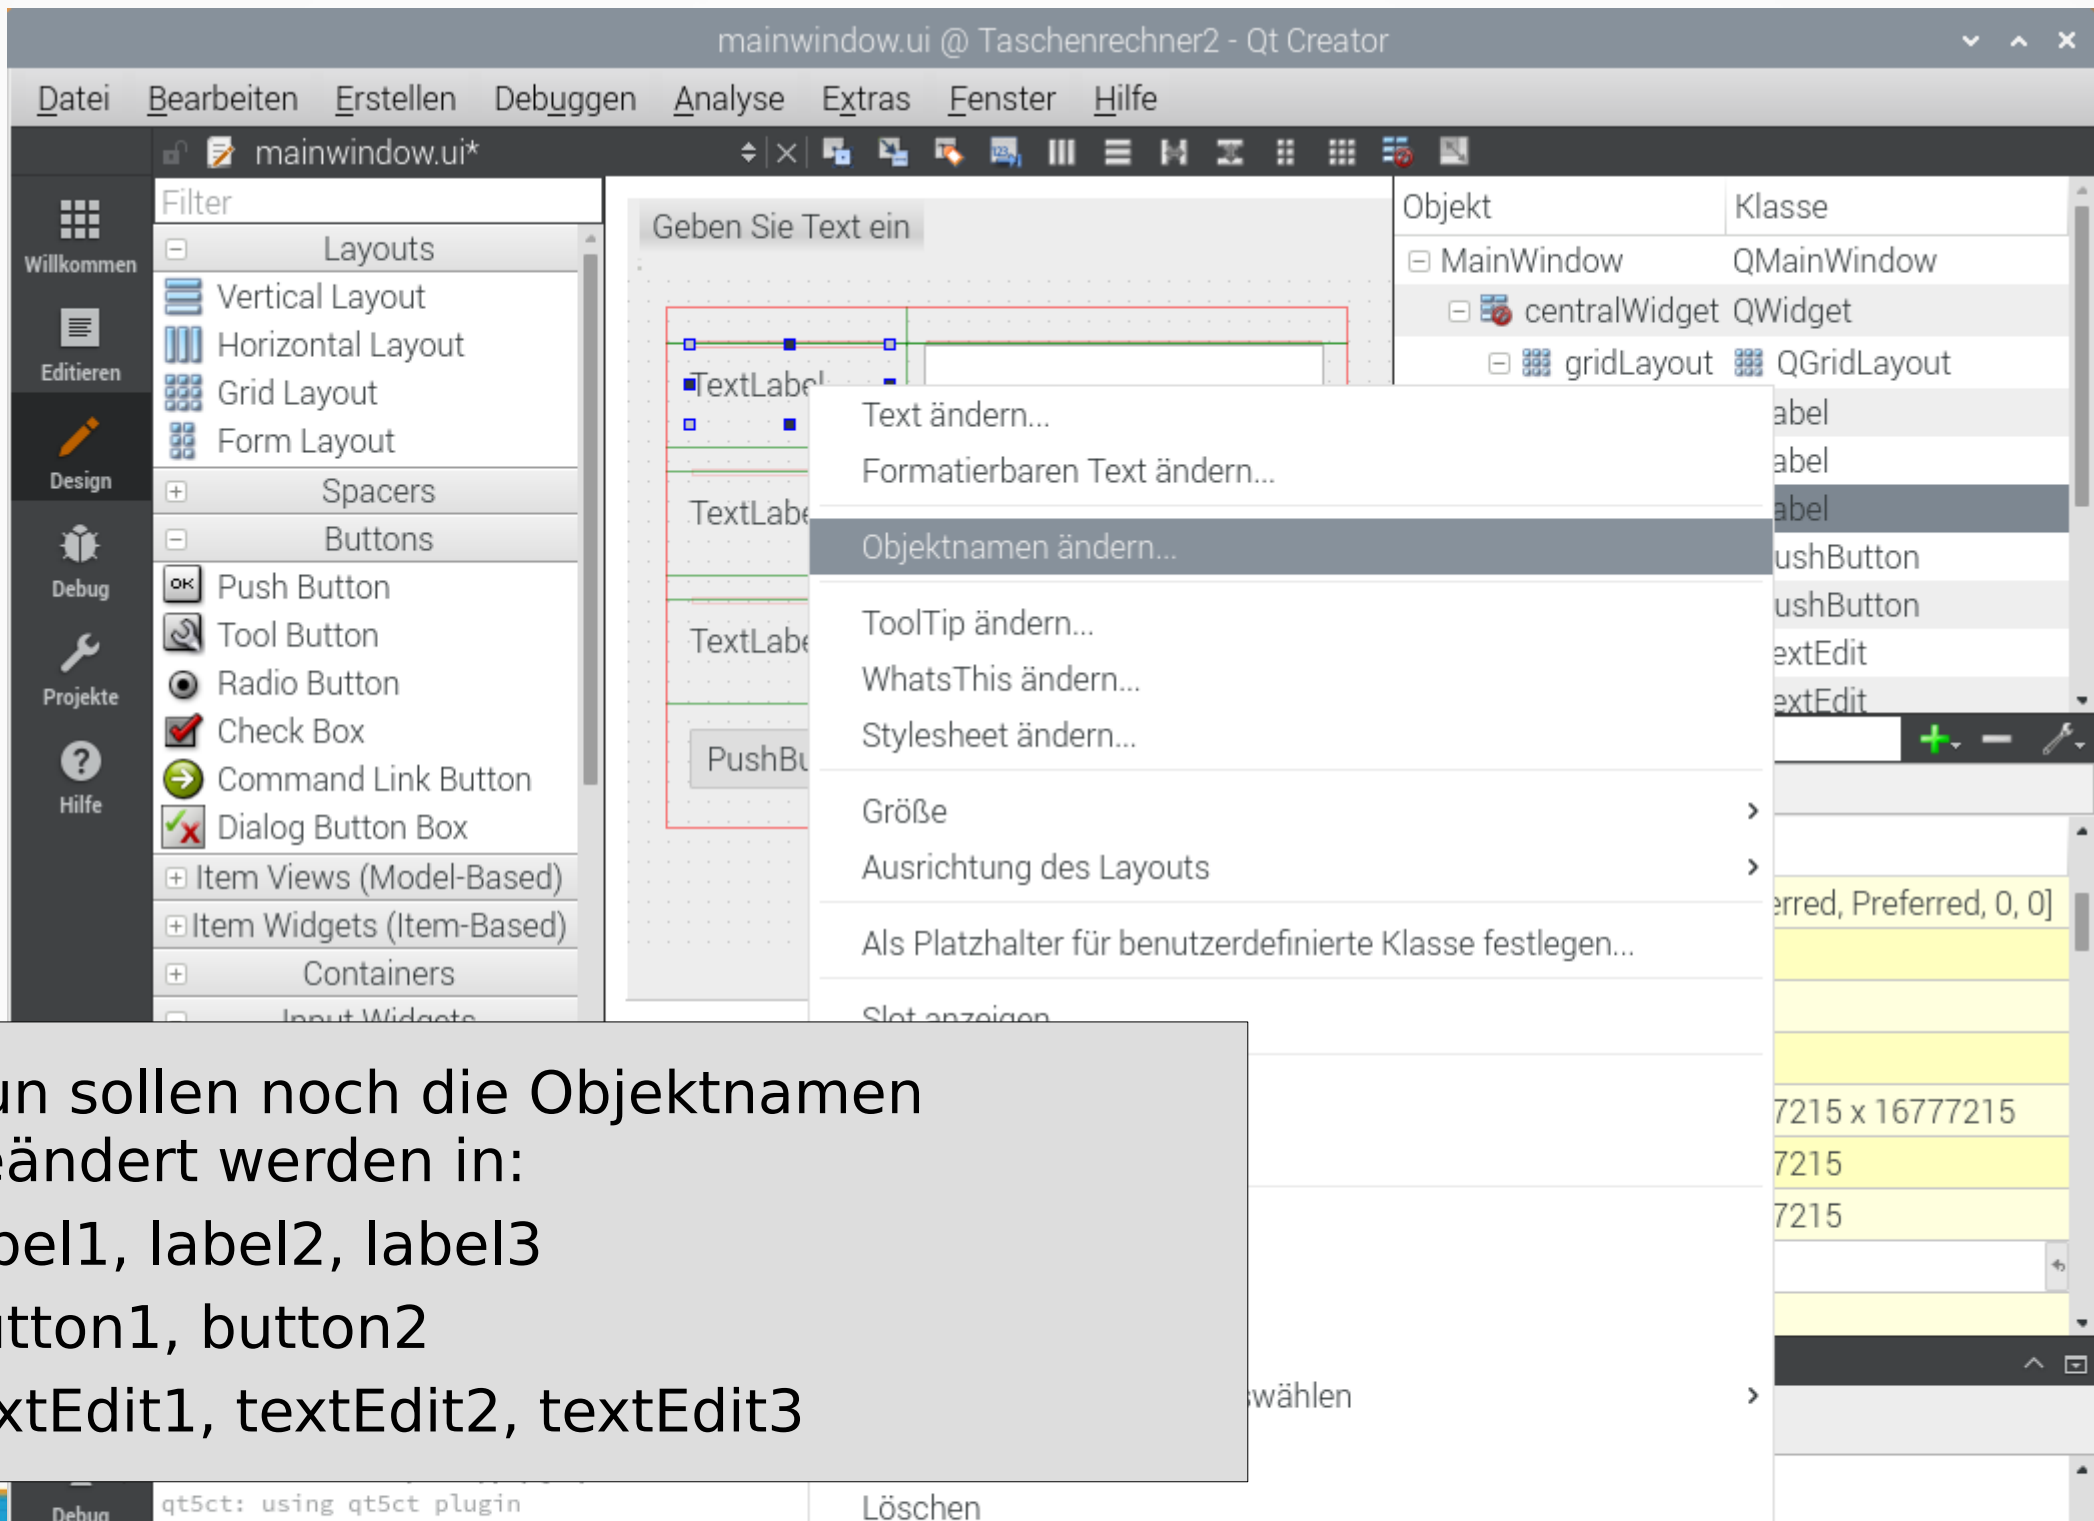 mainwindow.ui @ Taschenrechner2 - Qt Creator
Datei Bearbeiten Erstellen Debuggen Analyse Extras Fenster Hilfe
mainwindow.ui*
Willkommen
Editieren
Design
Debug
Projekte
Hilfe
Filter
Layouts
Vertical Layout
Horizontal Layout
Grid Layout
Form Layout
Spacers
Buttons
Push Button
Tool Button
Radio Button
Check Box
Command Link Button
Dialog Button Box
Item Views (Model-Based)
Item Widgets (Item-Based)
Containers
Input Widgets
Geben Sie Text ein
TextLabel
TextLabe
TextLabe
PushBu
Objekt Klasse
MainWindow QMainWindow
centralWidget QWidget
gridLayout QGridLayout
abel
abel
abel
ushButton
ushButton
extEdit
extEdit
Text ändern...
Formatierbaren Text ändern...
Objektnamen ändern...
ToolTip ändern...
WhatsThis ändern...
Stylesheet ändern...
Größe
Ausrichtung des Layouts
Als Platzhalter für benutzerdefinierte Klasse festlegen...
Slot anzeigen
swählen
Löschen
erred, Preferred, 0, 0]
7215 x 16777215
7215
7215
un sollen noch die Objektnamen
eändert werden in:
bel1, label2, label3
utton1, button2
xtEdit1, textEdit2, textEdit3
Debug
qt5ct: using qt5ct plugin